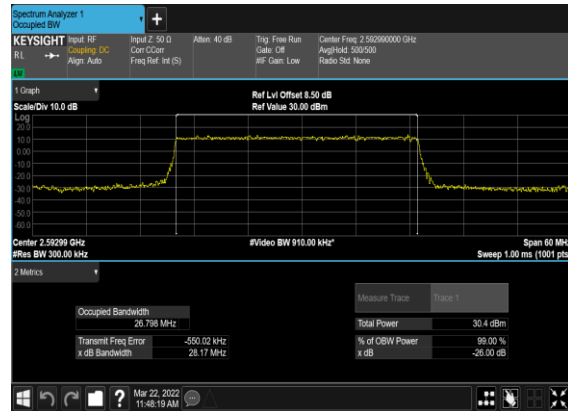 Spectrum Analyzer 1
Occupied BW
+
KEYSIGHT Input: RF Input Z: 50 Ω Atten: 40 dB Trig: Free Run Center Freq: 2.592990000 GHz
RL Coupling: DC Corr CCorr Gate: Off Avg|Hold: 500/500
Align: Auto Freq Ref: Int (S) #IF Gain: Low Radio Std: None
LW
1 Graph Ref Lvl Offset 8.50 dB
Scale/Div 10.0 dB Ref Value 30.00 dBm
Log
20.0
10.0
0.00
-10.0
-20.0
-30.0
-40.0
-50.0
-60.0
Center 2.59299 GHz #Video BW 910.00 kHz* Span 60 MHz
#Res BW 300.00 kHz Sweep 1.00 ms (1001 pts
2 Metrics
Measure Trace Trace 1
Occupied Bandwidth
26.798 MHz Total Power 30.4 dBm
Transmit Freq Error -550.02 kHz % of OBW Power 99.00 %
x dB Bandwidth 28.17 MHz x dB -26.00 dB
?
Mar 22, 2022
11:48:19 AM